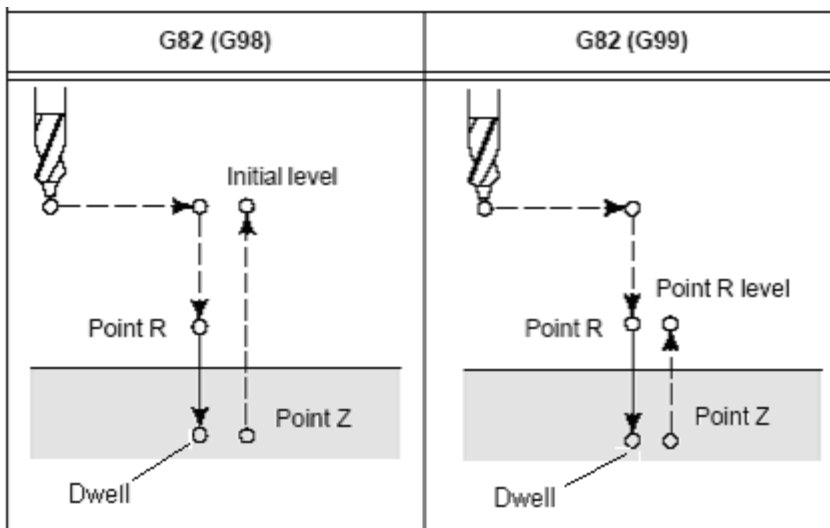 G82 (G98)
G82 (G99)
Initial level
Point R
Point Z
Dwell
Point R level
Point R
Point Z
Dwell